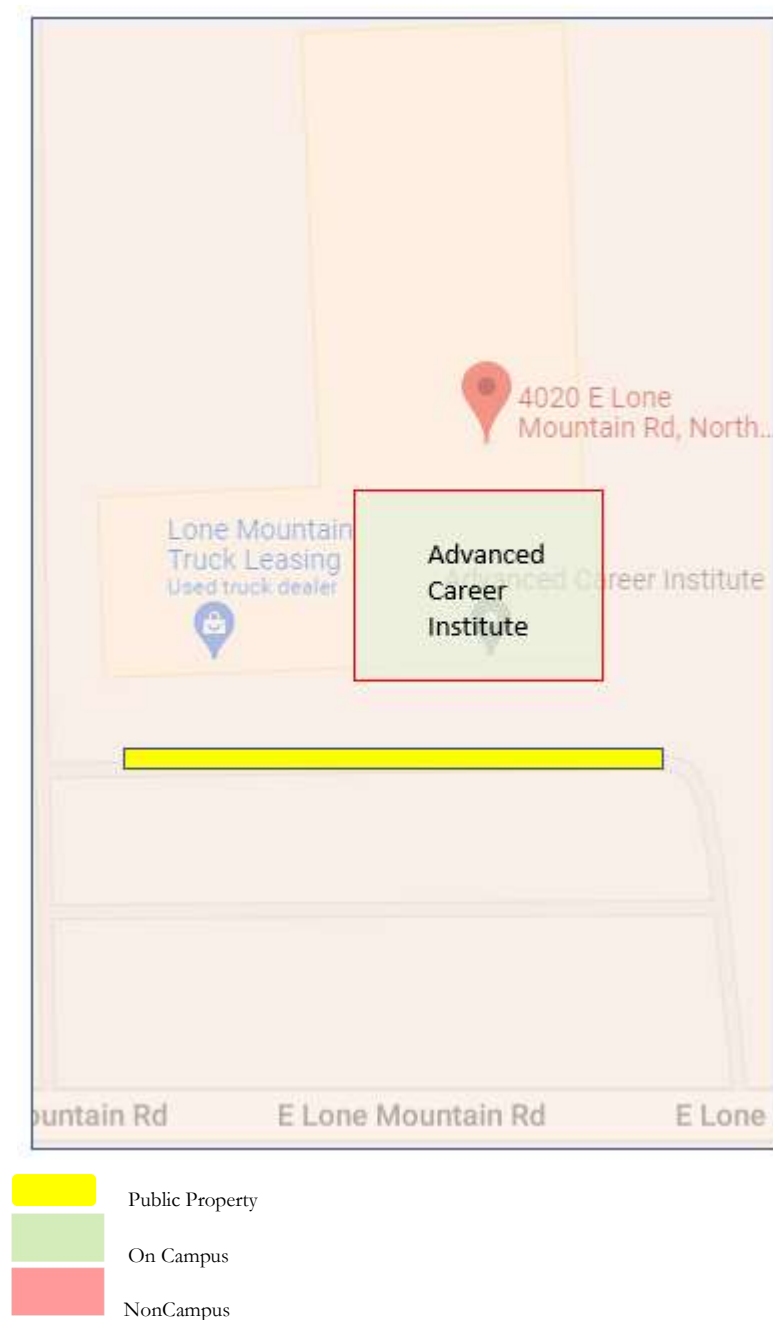 4020 E Lone
Mountain Rd, North...
Lone Mountain
Truck Leasing
Used truck dealer
Advanced
Career
Institute
Advanced Career Institute
ountain Rd
E Lone Mountain Rd
E Lone
Public Property
On Campus
NonCampus